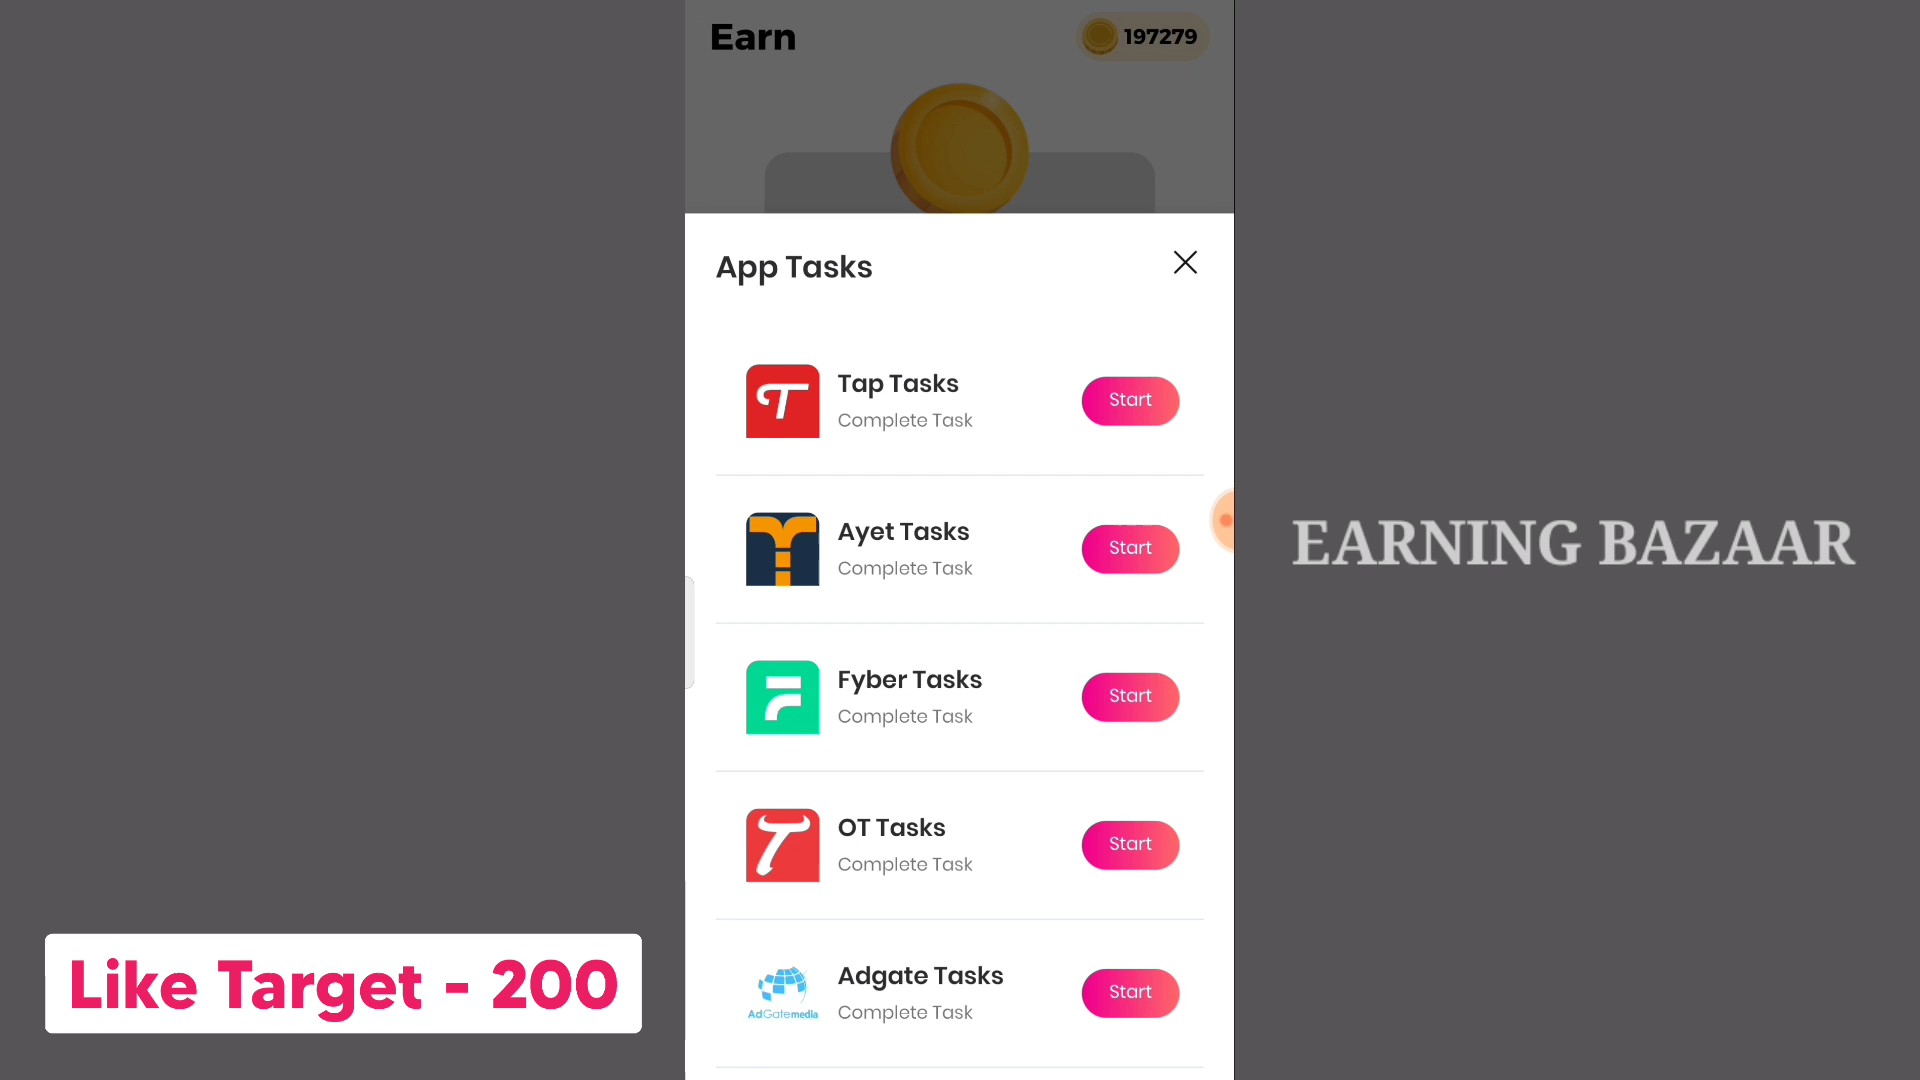 Earn
197279
App Tasks
Tap Tasks
Complete Task
Start
Ayet Tasks
Complete Task
Start
Fyber Tasks
Complete Task
Start
OT Tasks
Complete Task
Start
AdGatemedia
Adgate Tasks
Complete Task
Start
EARNING BAZAAR
Like Target - 200